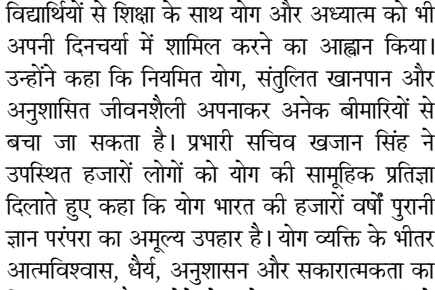 विद्यार्थियों से शिक्षा के साथ योग और अध्यात्म को भी
अपनी दिनचर्या में शामिल करने का आह्वान किया।
उन्होंने कहा कि नियमित योग, संतुलित खानपान और
अनुशासित जीवनशैली अपनाकर अनेक बीमारियों से
बचा जा सकता है। प्रभारी सचिव खजान सिंह ने
उपस्थित हजारों लोगों को योग की सामूहिक प्रतिज्ञा
दिलाते हुए कहा कि योग भारत की हजारों वर्षों पुरानी
ज्ञान परंपरा का अमूल्य उपहार है। योग व्यक्ति के भीतर
आत्मविश्वास, धैर्य, अनुशासन और सकारात्मकता का